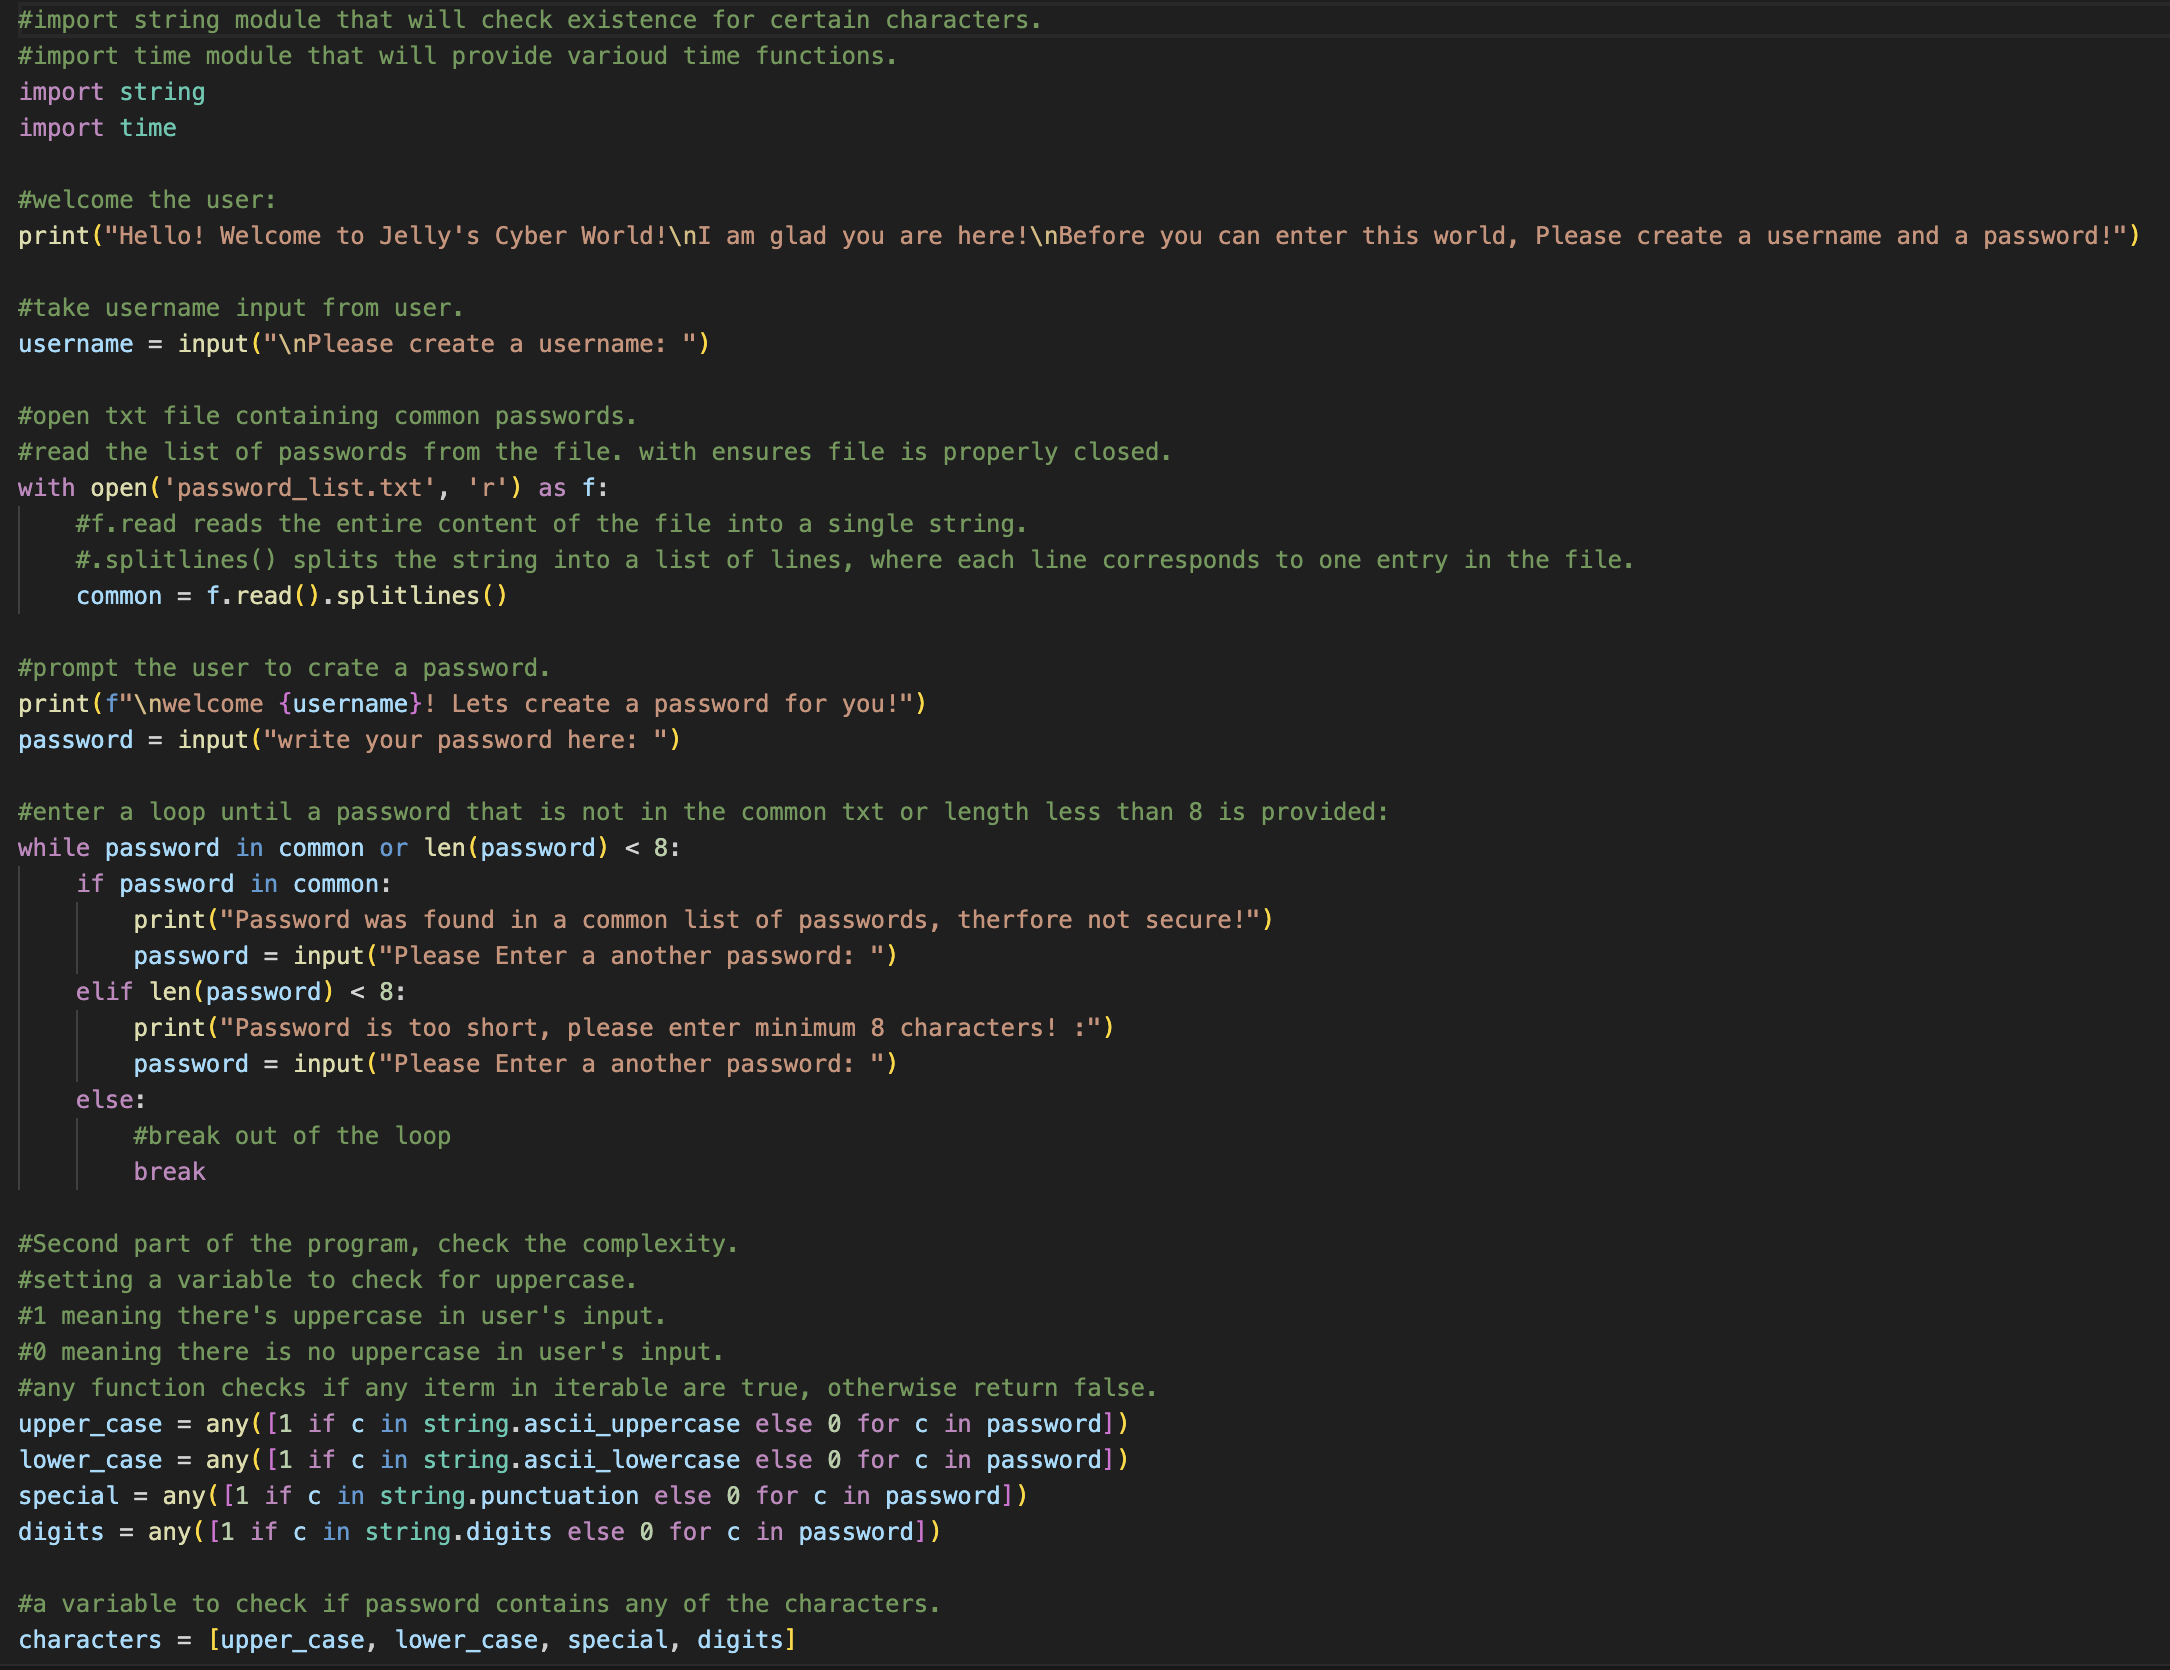 #import string module that will check existence for certain characters.
#import time module that will provide varioud time functions.
import string
import time
#welcome the user:
print("Hello! Welcome to Jelly's Cyber World!\nI am glad you are here!\nBefore you can enter this world, Please create a username and a password!")
#take username input from user.
username = input("\nPlease create a username: ")
#open txt file containing common passwords.
#read the list of passwords from the file. with ensures file is properly closed.
with open('password_list.txt', 'r') as f:
    #f.read reads the entire content of the file into a single string.
    #.splitlines() splits the string into a list of lines, where each line corresponds to one entry in the file.
    common = f.read().splitlines()
#prompt the user to crate a password.
print(f"\nwelcome {username}! Lets create a password for you!")
password = input("write your password here: ")
#enter a loop until a password that is not in the common txt or length less than 8 is provided:
while password in common or len(password) < 8:
    if password in common:
        print("Password was found in a common list of passwords, therfore not secure!")
        password = input("Please Enter a another password: ")
    elif len(password) < 8:
        print("Password is too short, please enter minimum 8 characters! :")
        password = input("Please Enter a another password: ")
    else:
        #break out of the loop
        break
#Second part of the program, check the complexity.
#setting a variable to check for uppercase.
#1 meaning there's uppercase in user's input.
#0 meaning there is no uppercase in user's input.
#any function checks if any iterm in iterable are true, otherwise return false.
upper_case = any([1 if c in string.ascii_uppercase else 0 for c in password])
lower_case = any([1 if c in string.ascii_lowercase else 0 for c in password])
special = any([1 if c in string.punctuation else 0 for c in password])
digits = any([1 if c in string.digits else 0 for c in password])
#a variable to check if password contains any of the characters.
characters = [upper_case, lower_case, special, digits]